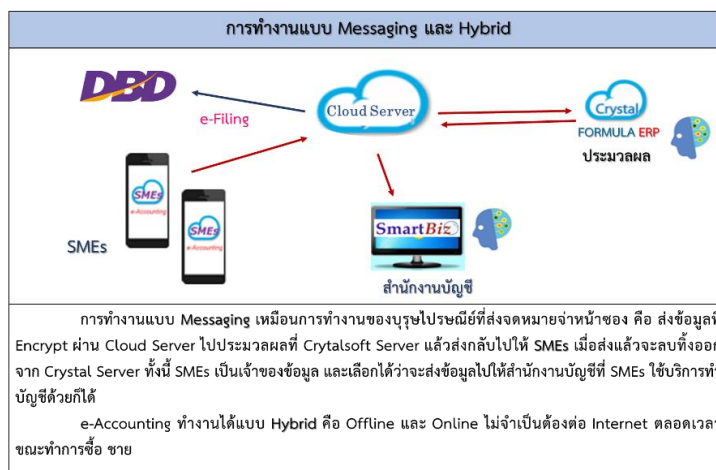 การทำงานแบบ Messaging และ Hybrid
DBD
e-Filing
Cloud Server
Crystal
FORMULA ERP
ประมวลผล
SMEs
e-Accounting
SMEs
e-Accounting
SMEs
SmartBiz
สำนักงานบัญชี
การทำงานแบบ Messaging เหมือนการทำงานของบุรุษไปรษณีย์ที่ส่งจดหมายจ่าหน้าซอง คือ ส่งข้อมูลที่
Encrypt ผ่าน Cloud Server ไปประมวลผลที่ Crytalsoft Server แล้วส่งกลับไปให้ SMEs เมื่อส่งแล้วจะลบทิ้งออก
จาก Crystal Server ทั้งนี้ SMEs เป็นเจ้าของข้อมูล และเลือกได้ว่าจะส่งข้อมูลไปให้สำนักงานบัญชีที่ SMEs ใช้บริการทำ
บัญชีด้วยก็ได้
e-Accounting ทำงานได้แบบ Hybrid คือ Offline และ Online ไม่จำเป็นต้องต่อ Internet ตลอดเวลา
ขณะทำการซื้อ ขาย